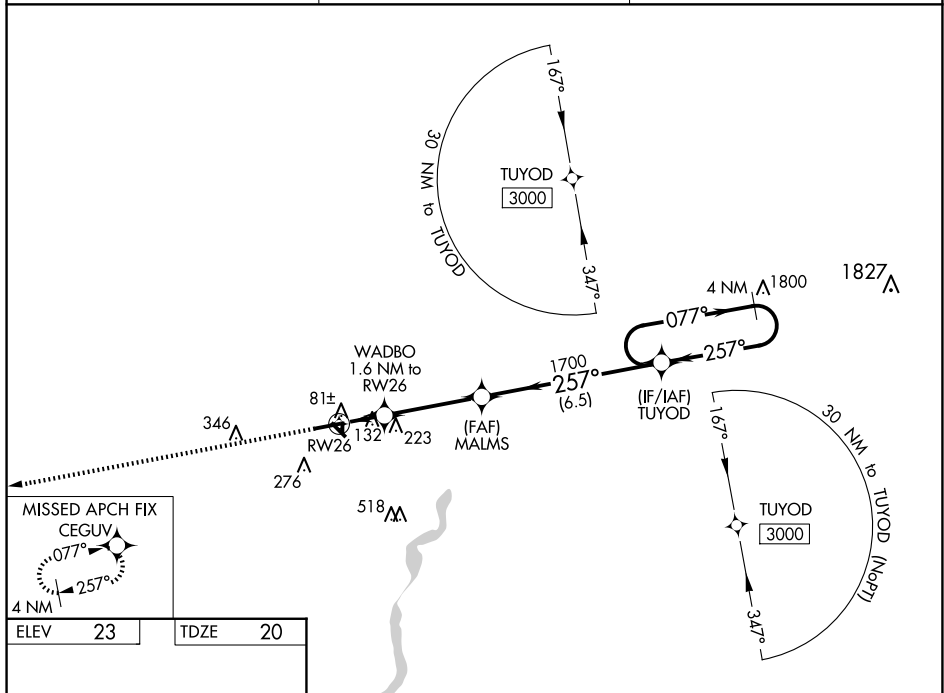 167°
30 NM to TUYOD
TUYOD
3000
347°
1827
4 NM
1800
077°
257°
WADBO
1.6 NM to
RW26
1700
257°
(6.5)
(IF/IAF)
TUYOD
81±
346
132
223
RW26
(FAF)
MALMS
276
167°
30 NM to TUYOD (NoPT)
518
TUYOD
3000
347°
MISSED APCH FIX
CEGUV
077°
257°
4 NM
ELEV 23
TDZE 20